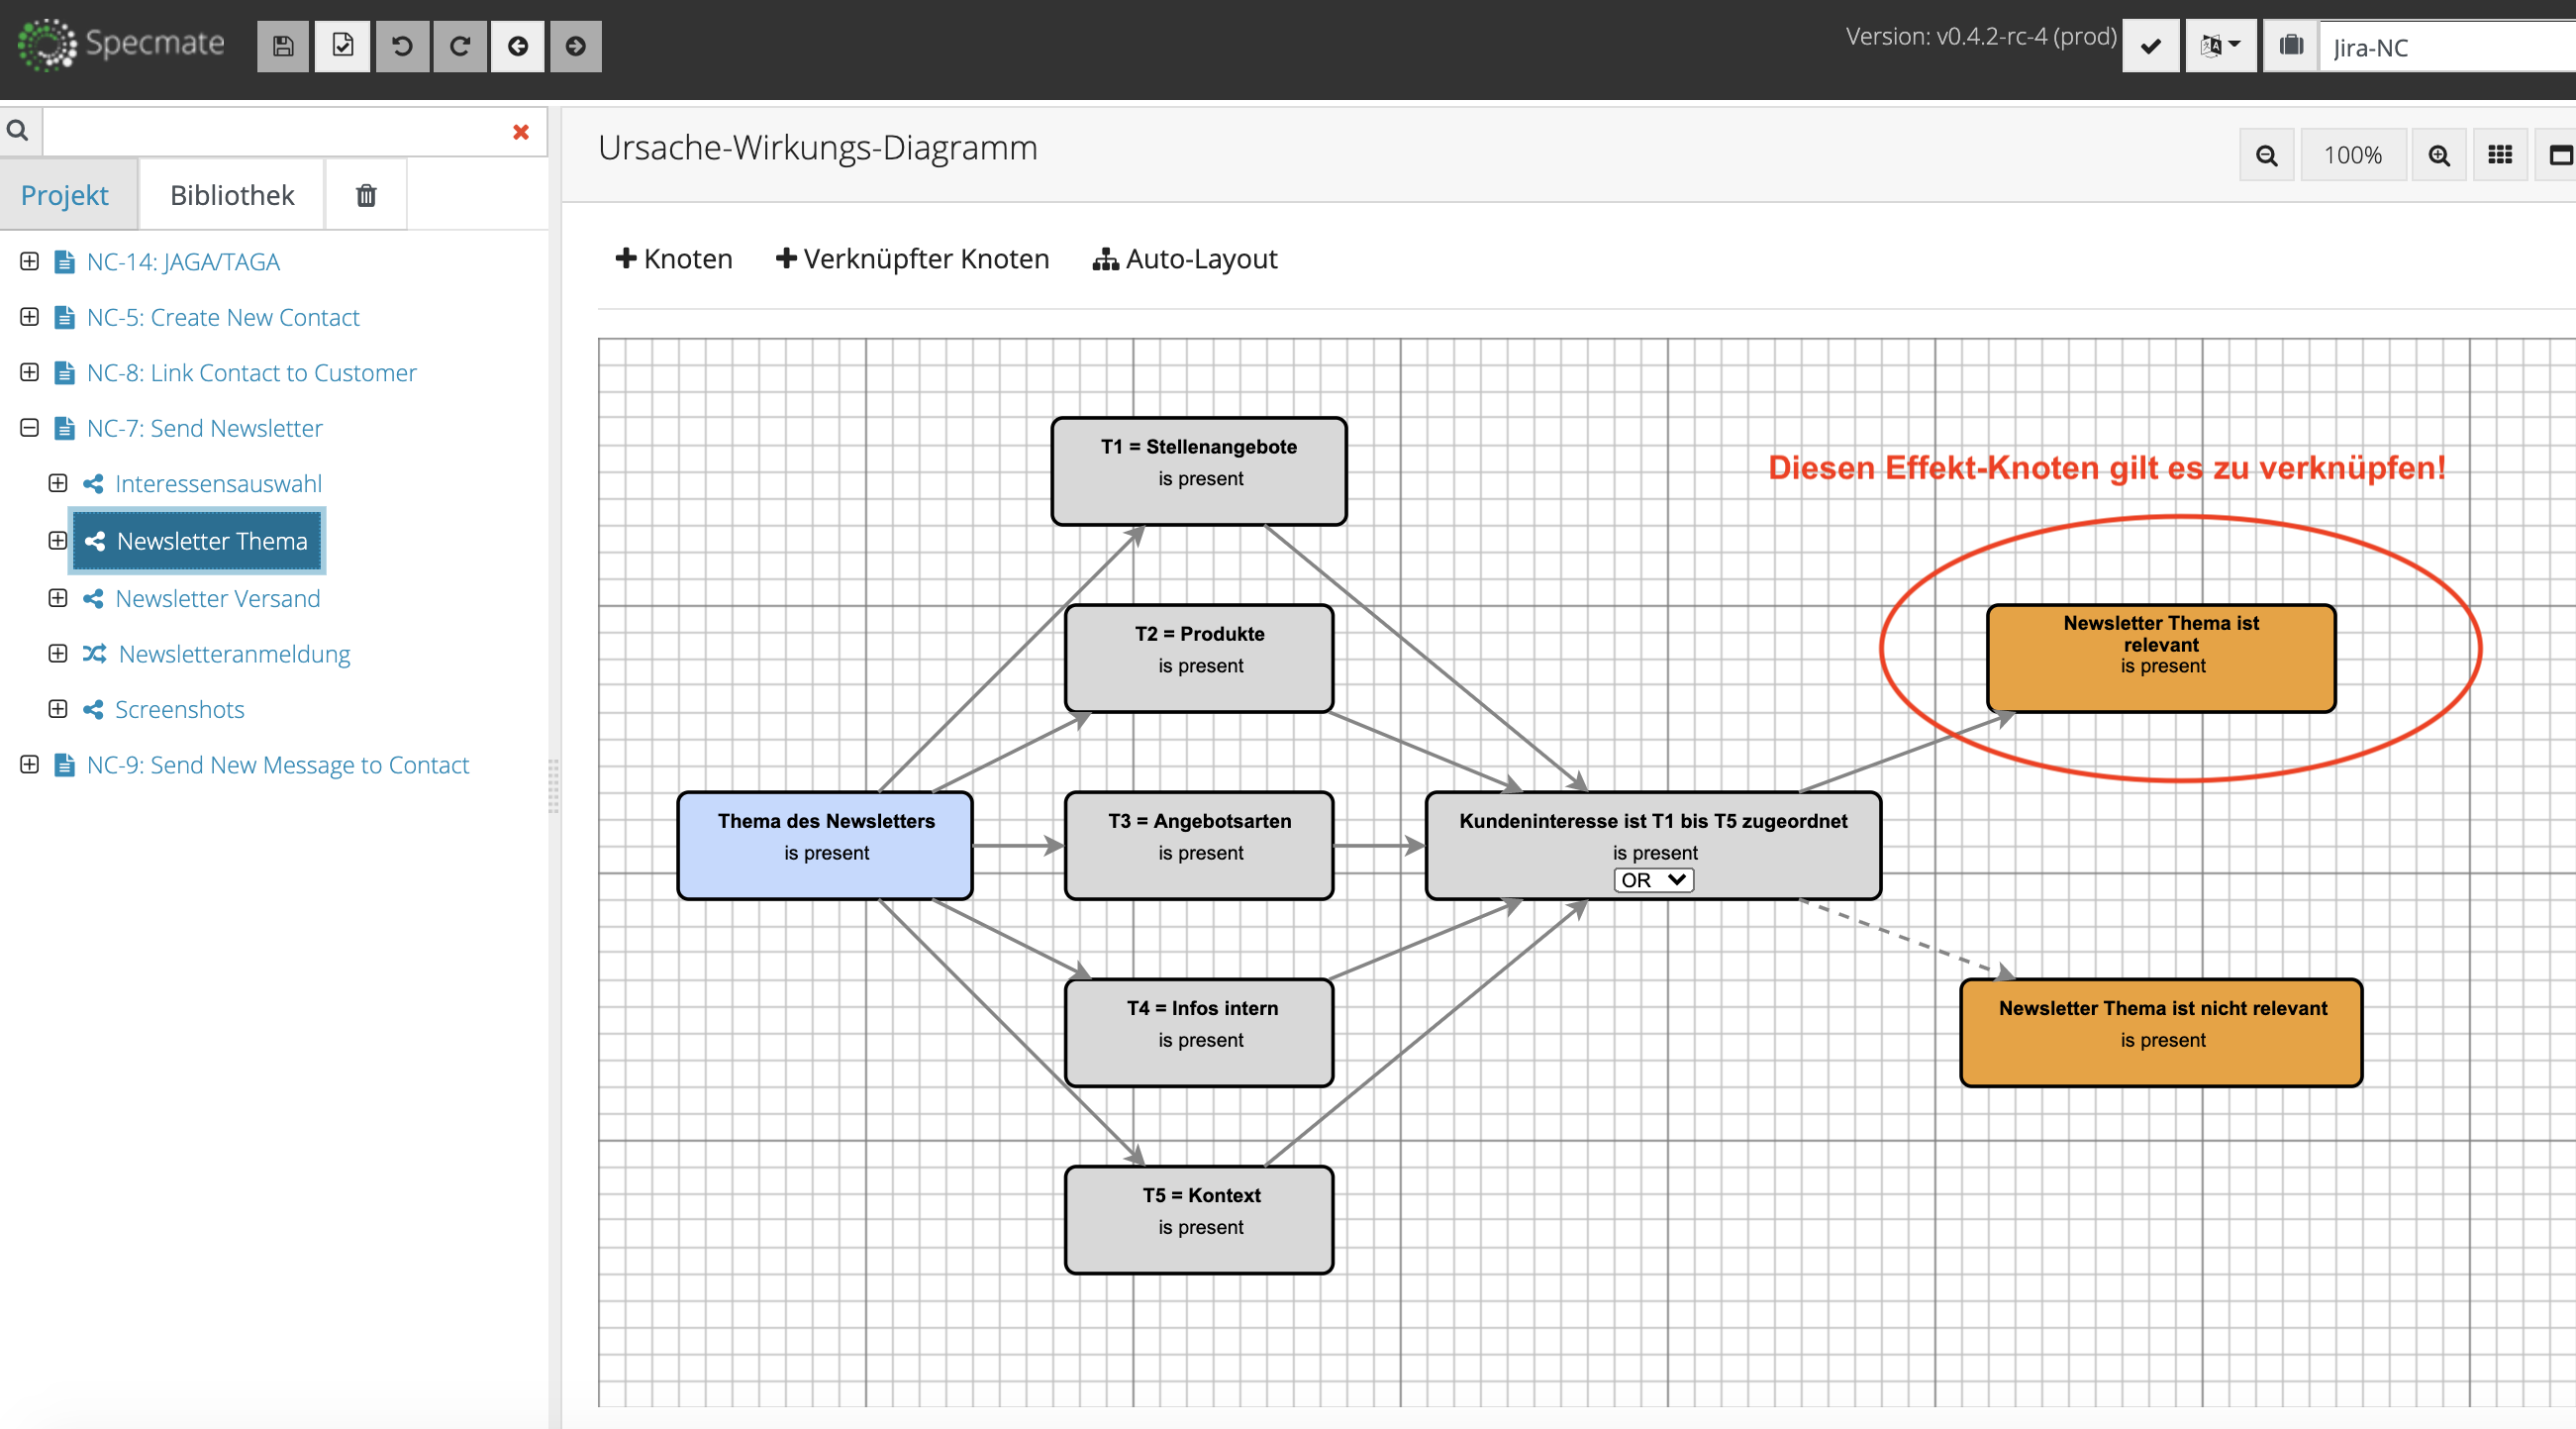 Specmate
Version: v0.4.2-rc-4 (prod)
Jira-NC
Projekt
Bibliothek
NC-14: JAGA/TAGA
NC-5: Create New Contact
NC-8: Link Contact to Customer
NC-7: Send Newsletter
Interessensauswahl
Newsletter Thema
Newsletter Versand
Newsletteranmeldung
Screenshots
NC-9: Send New Message to Contact
Ursache-Wirkungs-Diagramm
100%
Knoten
Verknüpfter Knoten
Auto-Layout
T1 = Stellenangebote
is present
Diesen Effekt-Knoten gilt es zu verknüpfen!
T2 = Produkte
is present
Newsletter Thema ist
relevant
is present
Thema des Newsletters
is present
T3 = Angebotsarten
is present
Kundeninteresse ist T1 bis T5 zugeordnet
is present
OR
T4 = Infos intern
is present
Newsletter Thema ist nicht relevant
is present
T5 = Kontext
is present